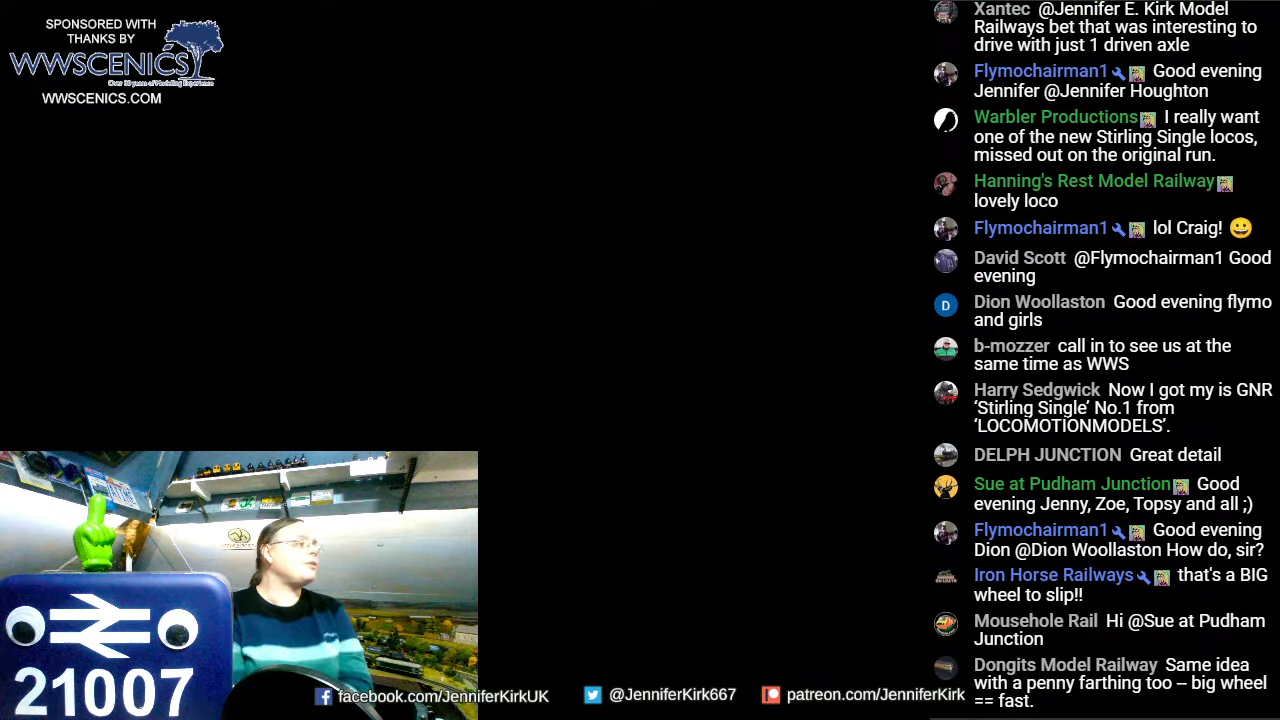 SPONSORED WITH
THANKS BY
WWSCENICS
Over 30 years of Modelling Experience
WWSCENICS.COM
21007
facebook.com/JenniferKirkUK
@JenniferKirk667
patreon.com/JenniferKirk
Xantec @Jennifer E. Kirk Model
Railways bet that was interesting to
drive with just 1 driven axle
Flymochairman1 Good evening
Jennifer @Jennifer Houghton
Warbler Productions I really want
one of the new Stirling Single locos,
missed out on the original run.
Hanning's Rest Model Railway
lovely loco
Flymochairman1 lol Craig! 😀
David Scott @Flymochairman1 Good
evening
D
Dion Woollaston Good evening flymo
and girls
b-mozzer call in to see us at the
same time as WWS
Harry Sedgwick Now I got my is GNR
‘Stirling Single’ No.1 from
‘LOCOMOTIONMODELS’.
DELPH JUNCTION Great detail
Sue at Pudham Junction Good
evening Jenny, Zoe, Topsy and all ;)
Flymochairman1 Good evening
Dion @Dion Woollaston How do, sir?
Iron Horse Railways that's a BIG
wheel to slip!!
Mousehole Rail Hi @Sue at Pudham
Junction
Dongits Model Railway Same idea
with a penny farthing too -- big wheel
== fast.